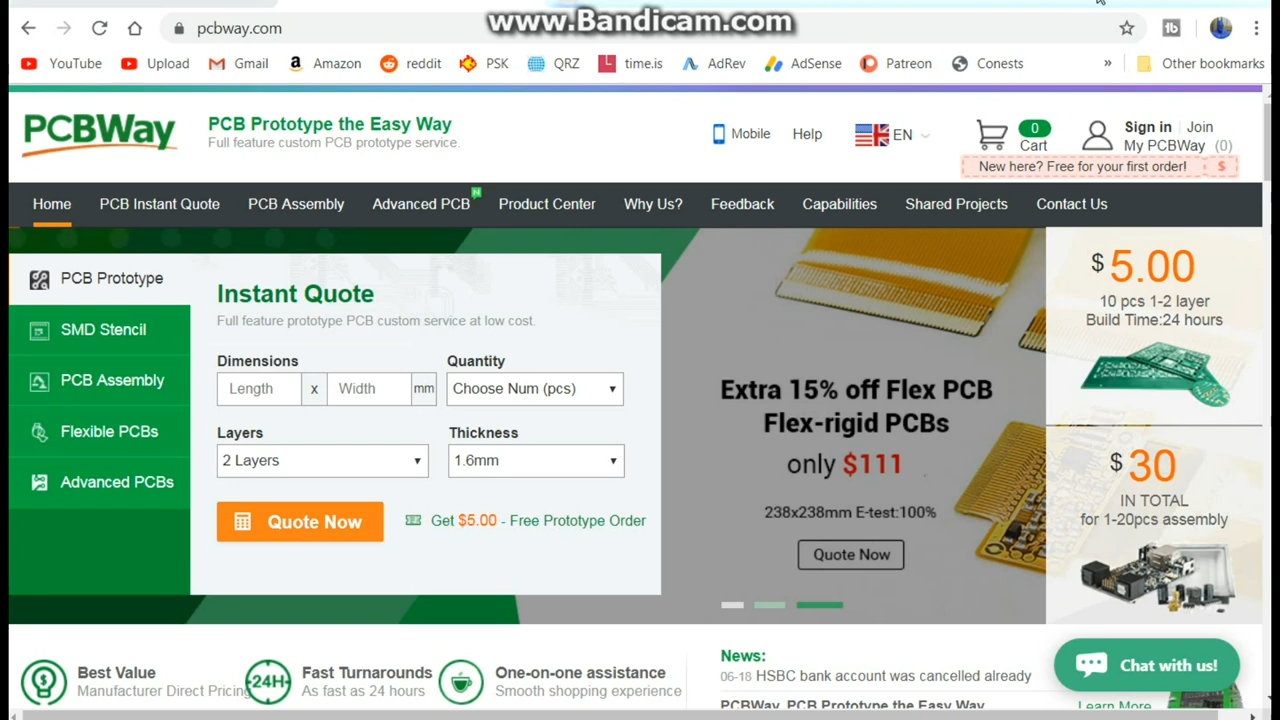 www.Bandicam.com
pcbway.com
YouTube Upload Gmail Amazon reddit PSK QRZ time.is AdRev AdSense Patreon Conests » Other bookmarks
PCBWay
PCB Prototype the Easy Way
Full feature custom PCB prototype service.
Mobile Help EN
0
Cart
Sign in | Join
My PCBWay (0)
New here? Free for your first order! $
Home PCB Instant Quote PCB Assembly Advanced PCB N Product Center Why Us? Feedback Capabilities Shared Projects Contact Us
PCB Prototype
SMD Stencil
PCB Assembly
Flexible PCBs
Advanced PCBs
Instant Quote
Full feature prototype PCB custom service at low cost.
Dimensions Quantity
Length x Width mm Choose Num (pcs)
Layers Thickness
2 Layers 1.6mm
Quote Now Get $5.00 - Free Prototype Order
Extra 15% off Flex PCB
Flex-rigid PCBs
only $111
238x238mm E-test:100%
Quote Now
$ 5.00
10 pcs 1-2 layer
Build Time:24 hours
$ 30
IN TOTAL
for 1-20pcs assembly
Best Value
Manufacturer Direct Pricing
24H
Fast Turnarounds
As fast as 24 hours
One-on-one assistance
Smooth shopping experience
News:
06-18 HSBC bank account was cancelled already
PCBWay, PCB Prototype the Easy Way
Chat with us!
Learn More